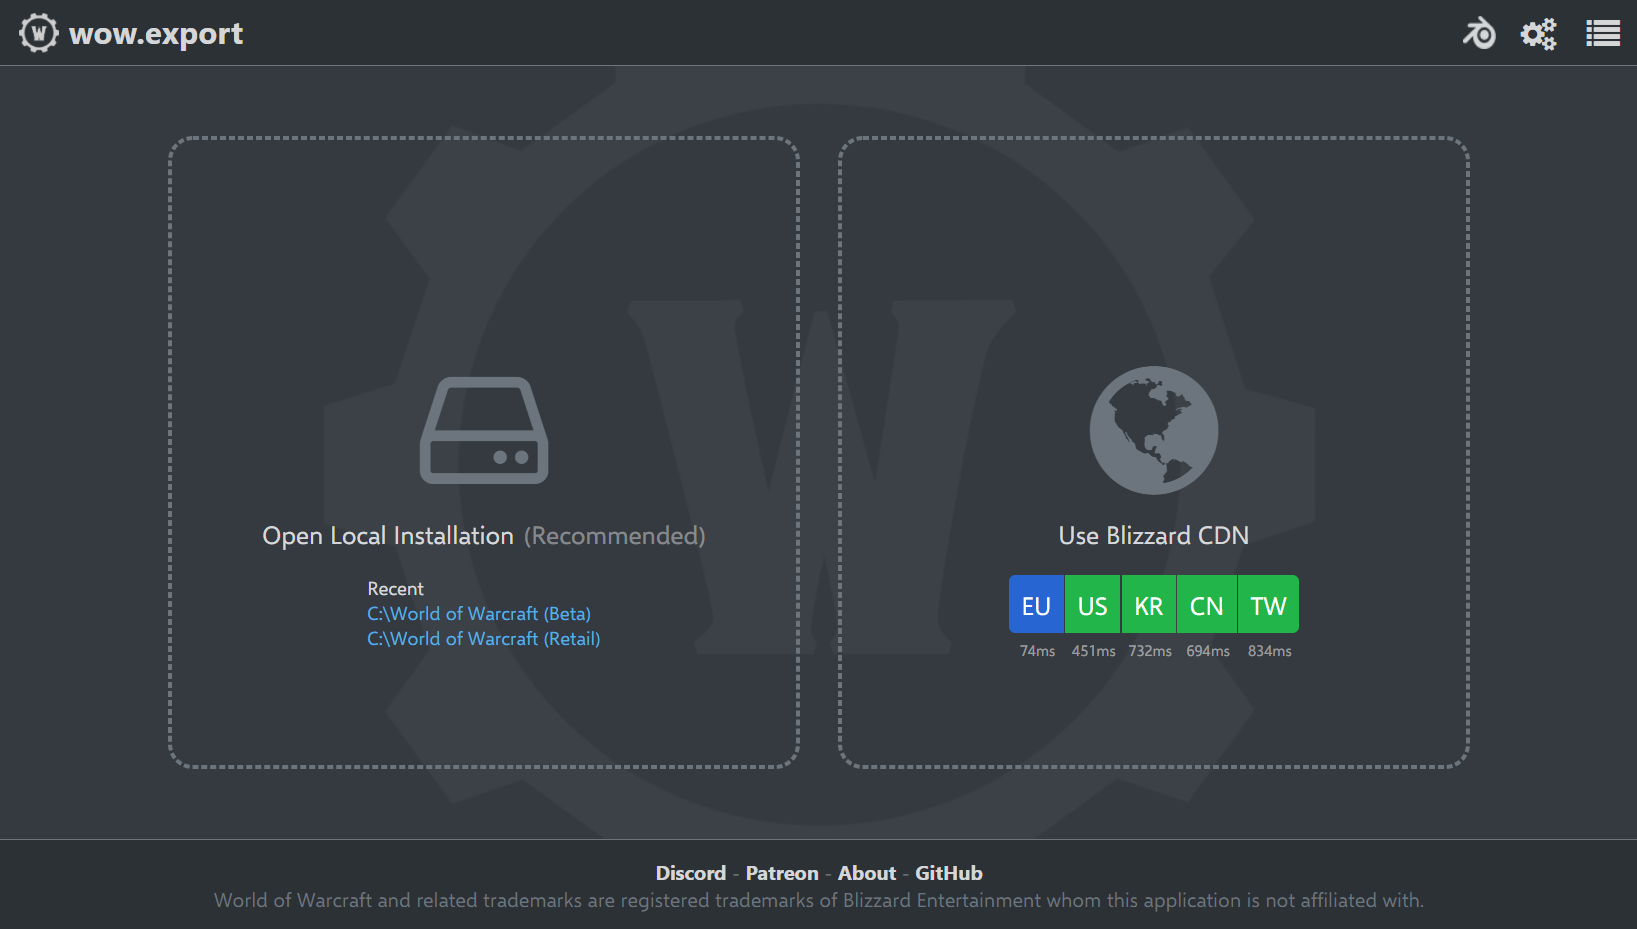 wow.export
Open Local Installation (Recommended)
Recent
C:\World of Warcraft (Beta)
C:\World of Warcraft (Retail)
Use Blizzard CDN
EU US KR CN TW
74ms 451ms 732ms 694ms 834ms
Discord - Patreon - About - GitHub
World of Warcraft and related trademarks are registered trademarks of Blizzard Entertainment whom this application is not affiliated with.